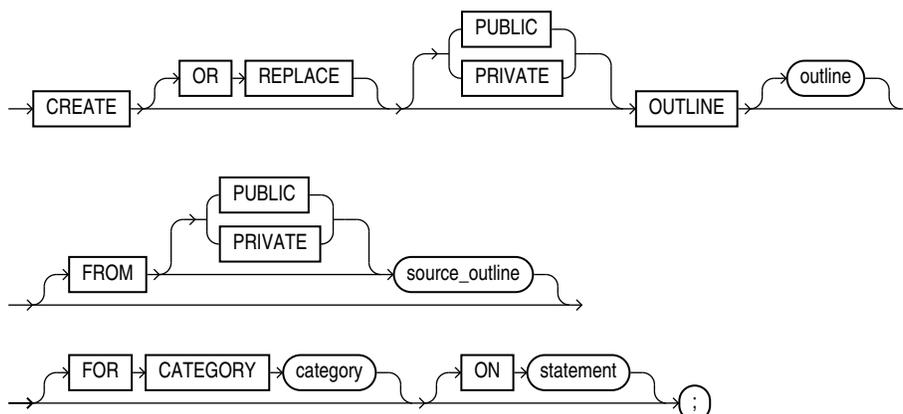 PUBLIC
OR REPLACE PRIVATE outline
CREATE OUTLINE
PUBLIC
PRIVATE
FROM source_outline
FOR CATEGORY category ON statement
;